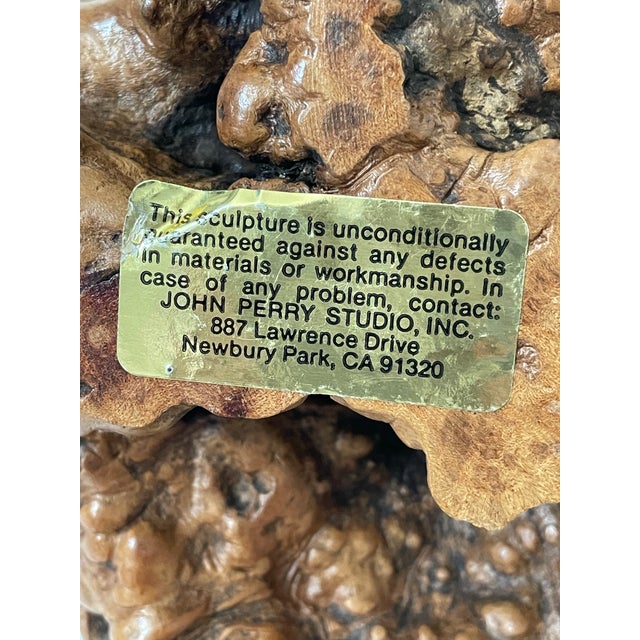 This sculpture is unconditionally
guaranteed against any defects
in materials or workmanship. In
case of any problem, contact:
JOHN PERRY STUDIO, INC.
887 Lawrence Drive
Newbury Park, CA 91320